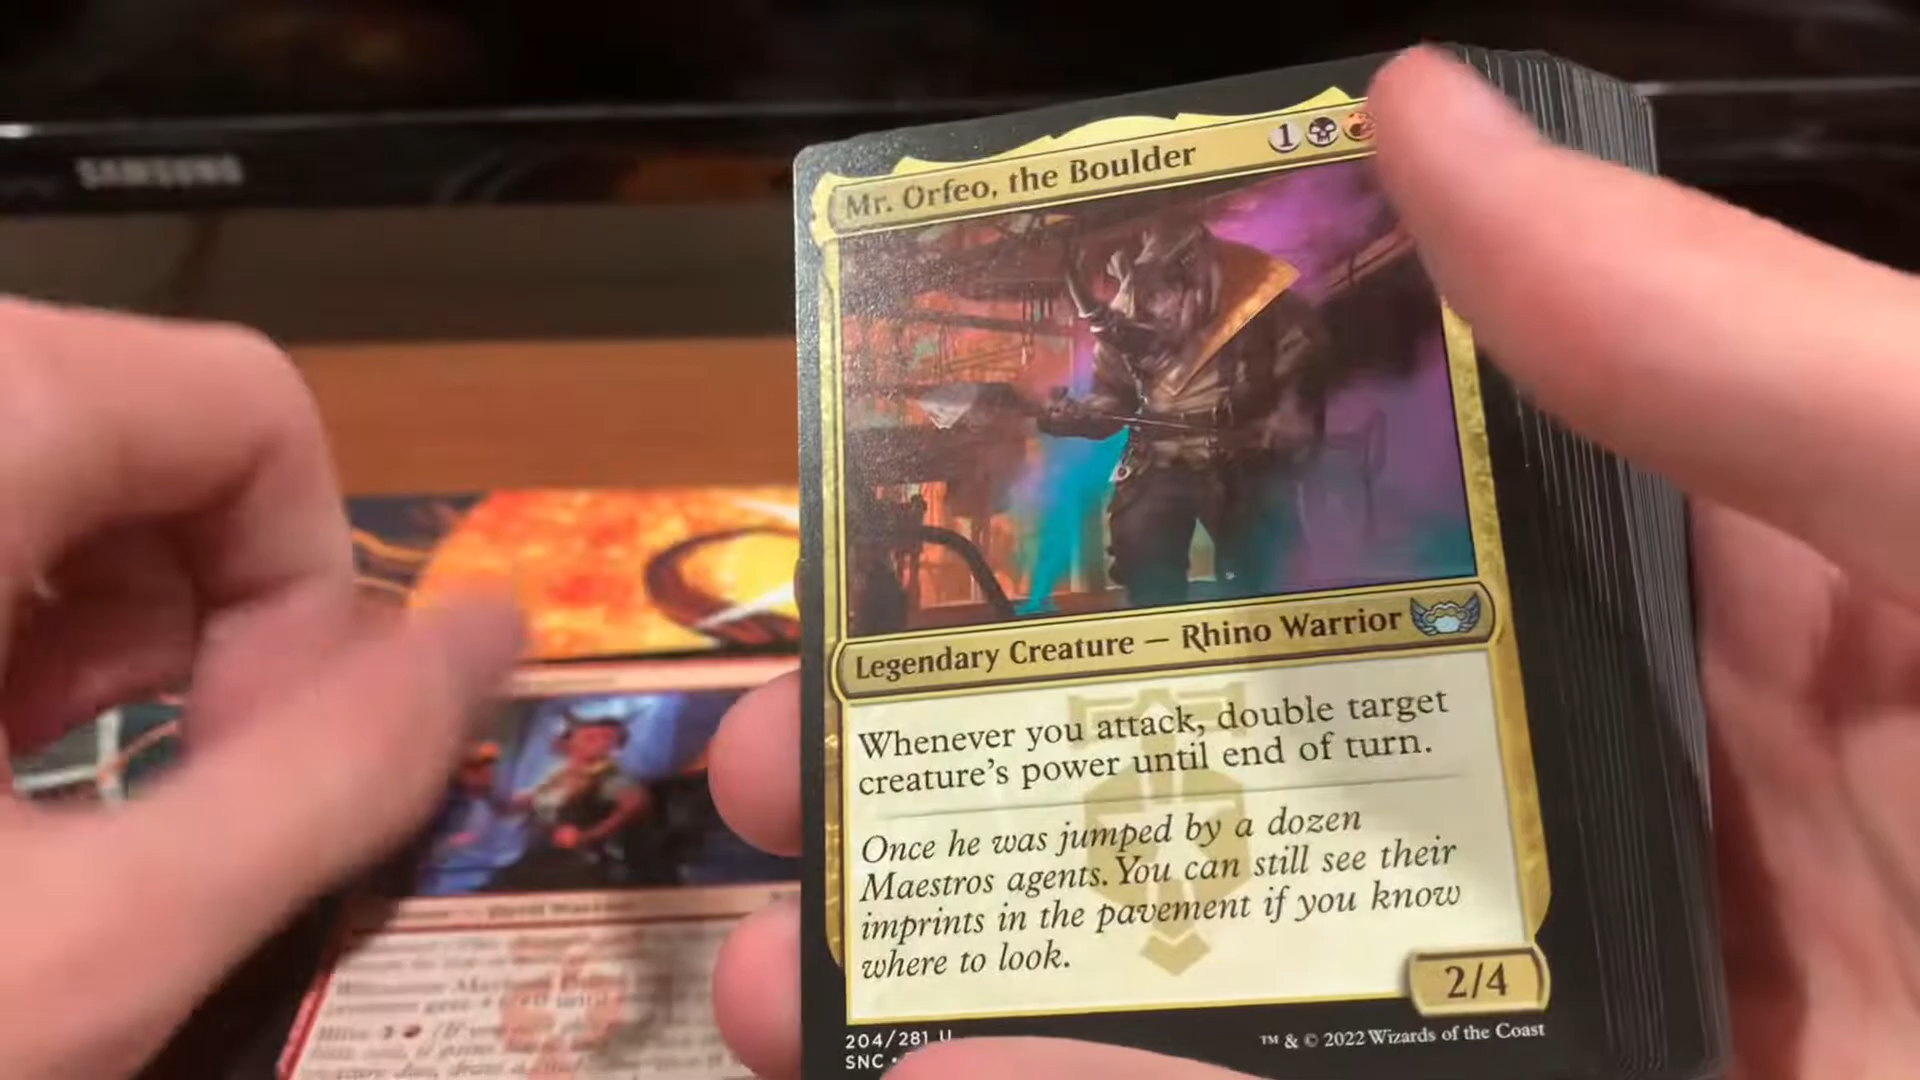 SAMSUNG
Mr. Orfeo, the Boulder
1
Legendary Creature — Rhino Warrior
Whenever you attack, double target
creature's power until end of turn.
Once he was jumped by a dozen
Maestros agents. You can still see their
imprints in the pavement if you know
where to look.
2/4
204/281 U
SNC •
™ & © 2022 Wizards of the Coast